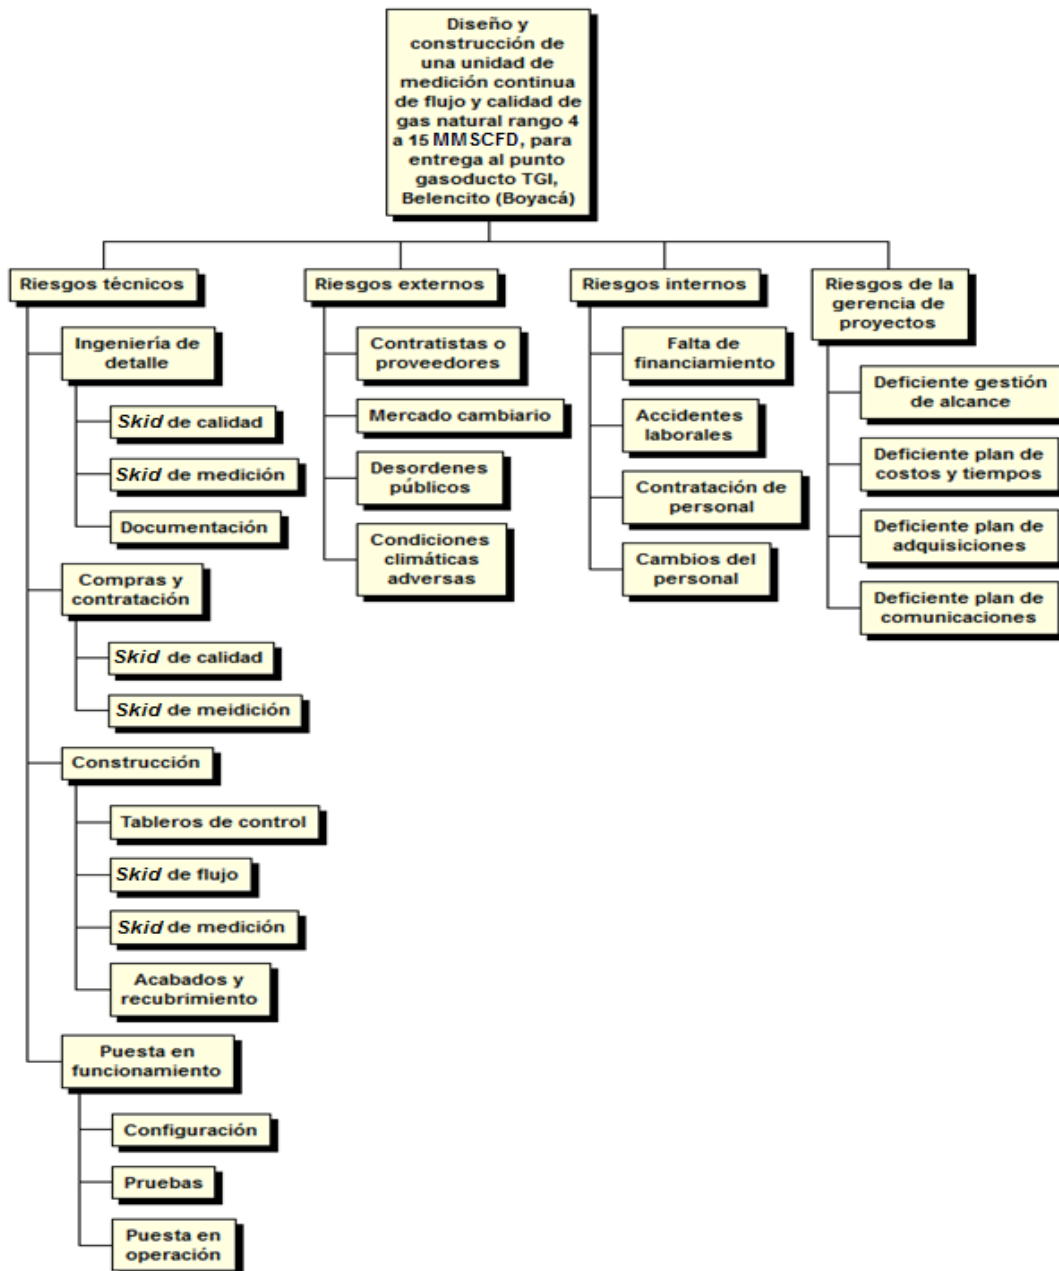 Diseño y
construcción de
una unidad de
medición continua
de flujo y calidad de
gas natural rango 4
a 15 MMSCFD, para
entrega al punto
gasoducto TGI,
Belencito (Boyacá)
Riesgos técnicos
Ingeniería de
detalle
Skid de calidad
Skid de medición
Documentación
Compras y
contratación
Skid de calidad
Skid de meidición
Construcción
Tableros de control
Skid de flujo
Skid de medición
Acabados y
recubrimiento
Puesta en
funcionamiento
Configuración
Pruebas
Puesta en
operación
Riesgos externos
Contratistas o
proveedores
Mercado cambiario
Desordenes
públicos
Condiciones
climáticas
adversas
Riesgos internos
Falta de
financiamiento
Accidentes
laborales
Contratación de
personal
Cambios del
personal
Riesgos de la
gerencia de
proyectos
Deficiente gestión
de alcance
Deficiente plan de
costos y tiempos
Deficiente plan de
adquisiciones
Deficiente plan de
comunicaciones